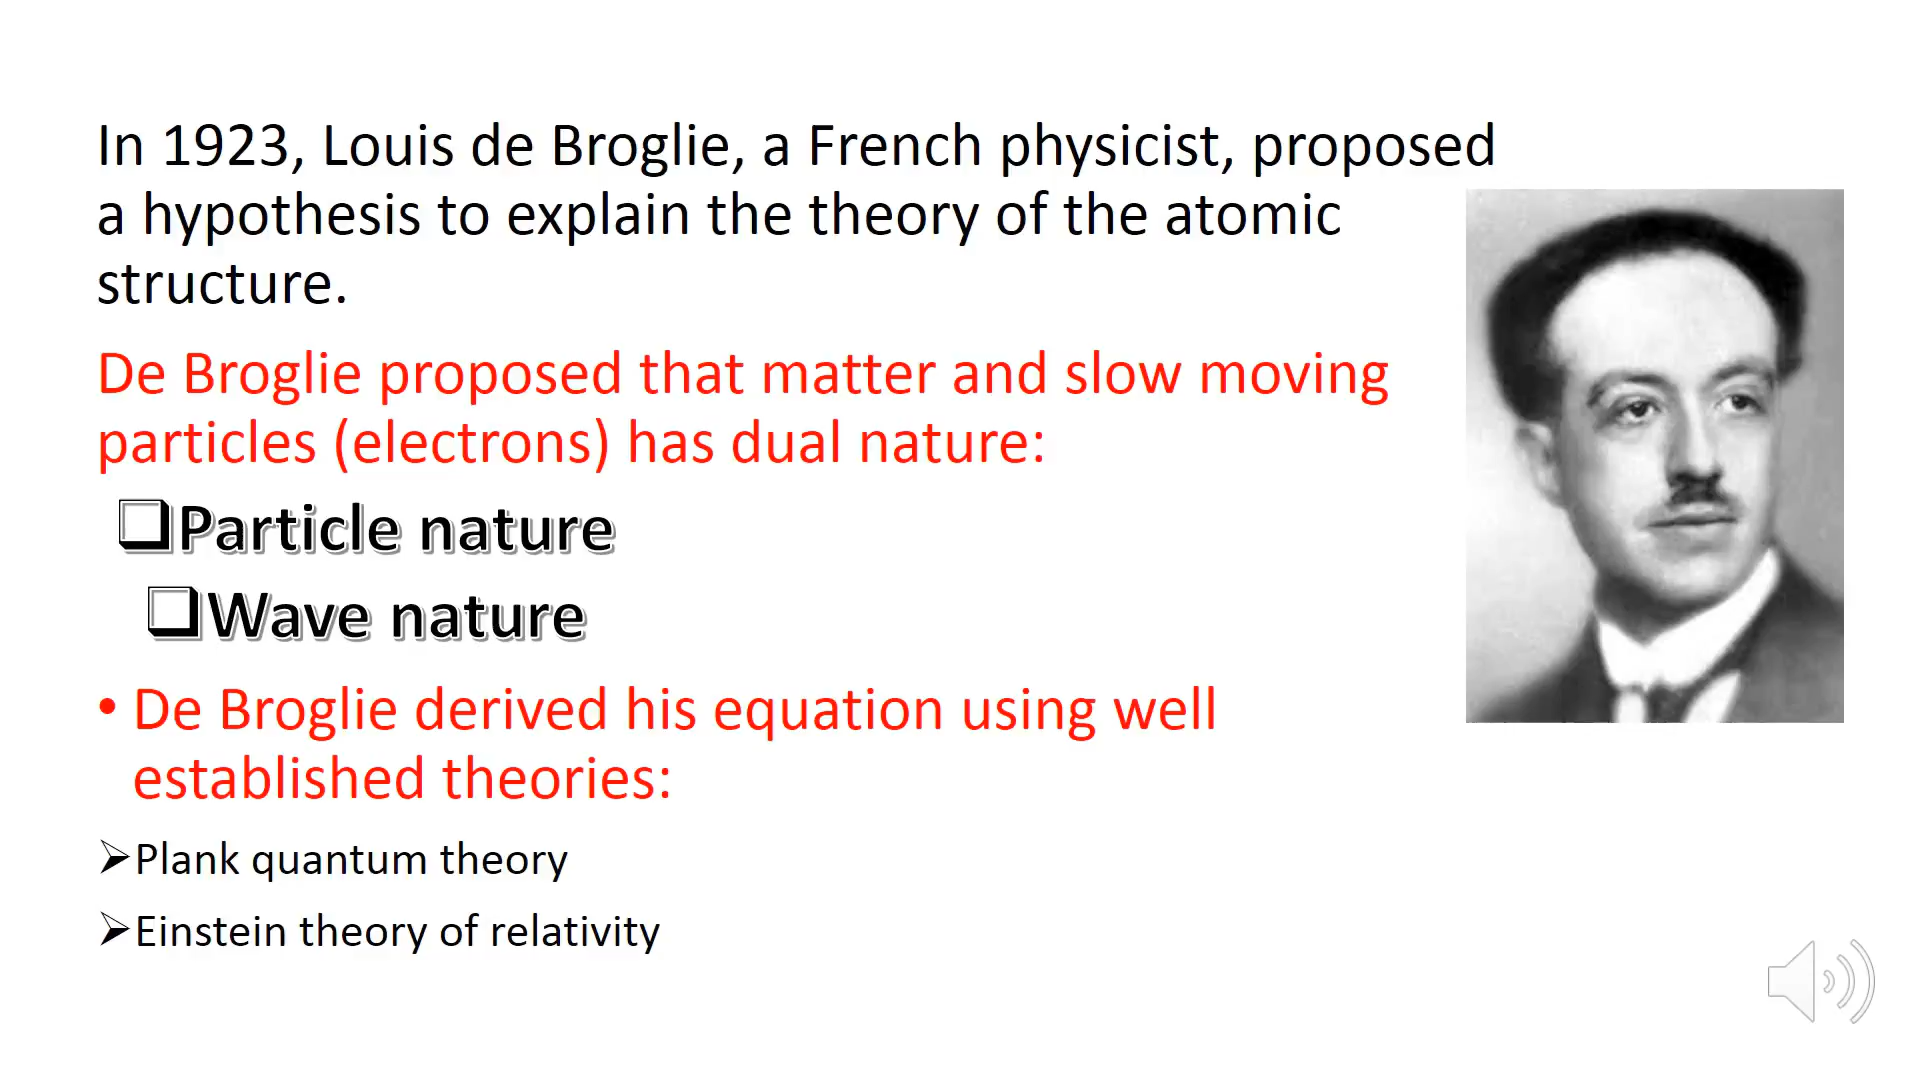 In 1923, Louis de Broglie, a French physicist, proposed
a hypothesis to explain the theory of the atomic
structure.
De Broglie proposed that matter and slow moving
particles (electrons) has dual nature:
❑Particle nature
❑Wave nature
• De Broglie derived his equation using well
established theories:
➢Plank quantum theory
➢Einstein theory of relativity